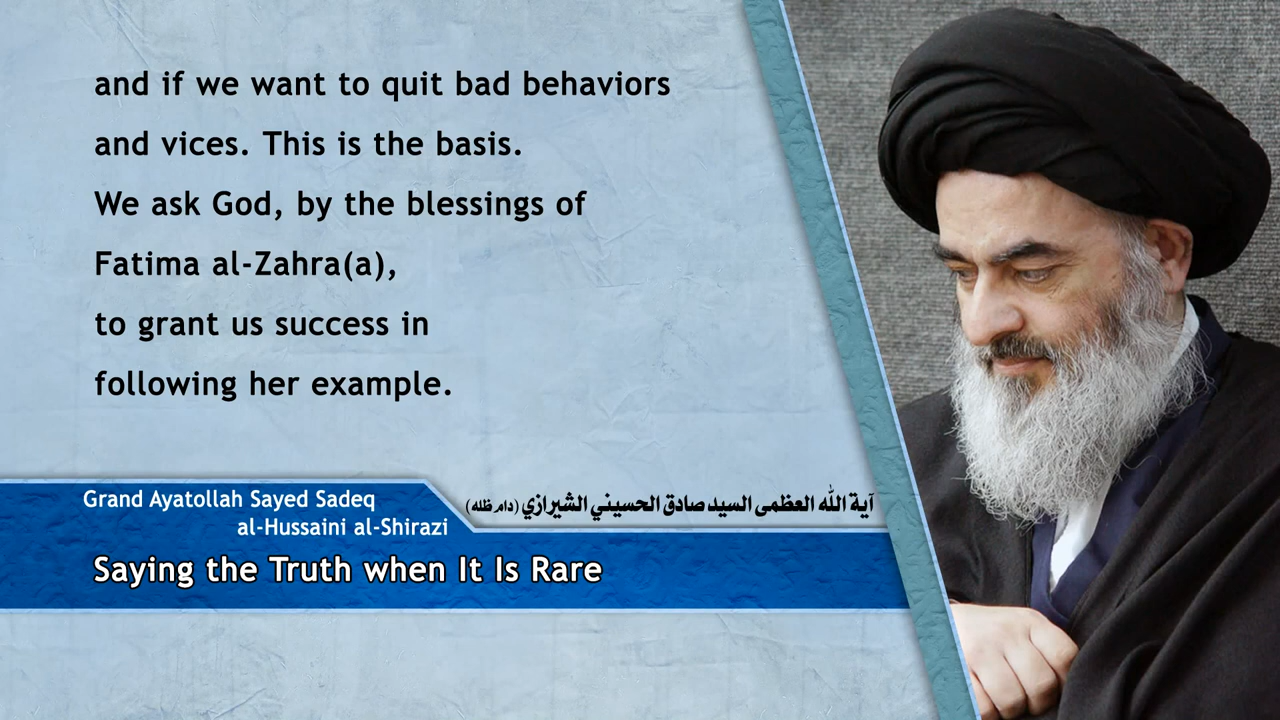 and if we want to quit bad behaviors
and vices. This is the basis.
We ask God, by the blessings of
Fatima al-Zahra(a),
to grant us success in
following her example.
Grand Ayatollah Sayed Sadeq
al-Hussaini al-Shirazi
آية الله العظمى السيد صادق الحسيني الشيرازي (دام ظله)
Saying the Truth when It Is Rare